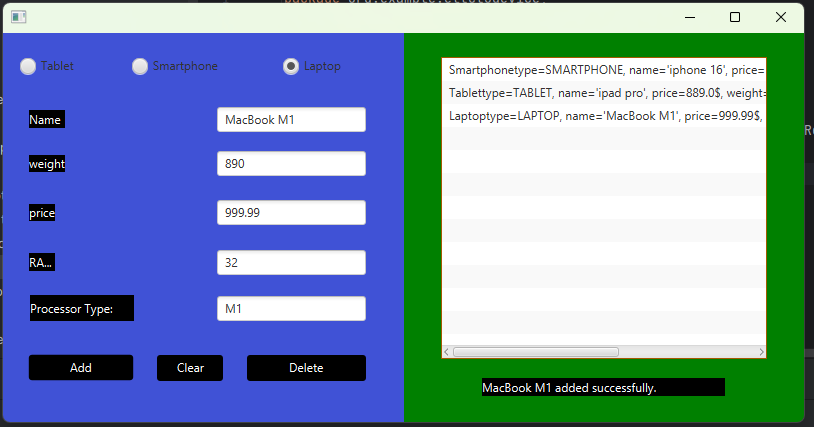 Tablet Smartphone Laptop
Name MacBook M1
weight 890
price 999.99
RA... 32
Processor Type: M1
Add Clear Delete
Smartphonetype=SMARTPHONE, name='iphone 16', price=
Tablettype=TABLET, name='ipad pro', price=889.0$, weight=
Laptoptype=LAPTOP, name='MacBook M1', price=999.99$,
MacBook M1 added successfully.